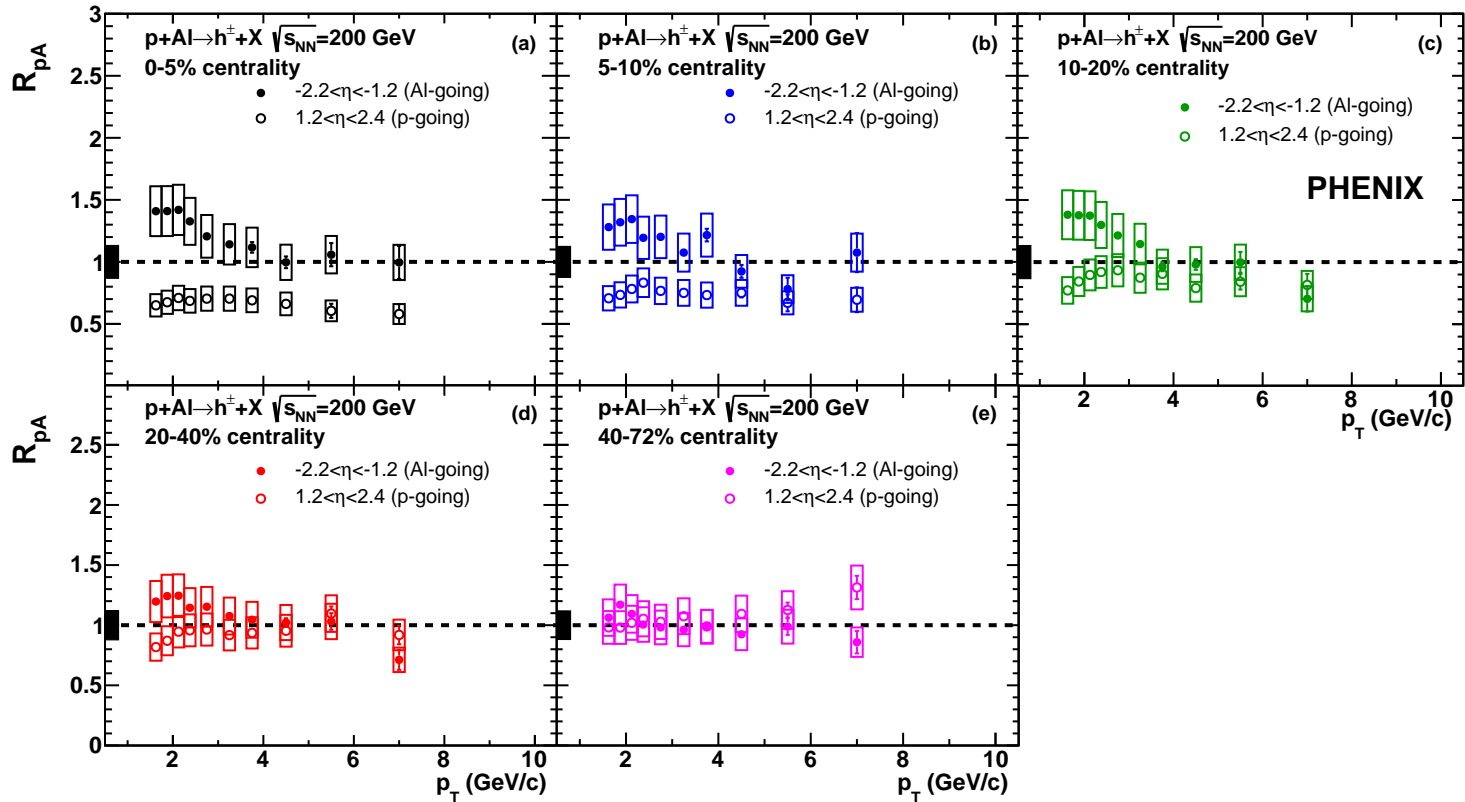 R_pA
3
2.5
2
1.5
1
0.5
p+Al→h±+X √s_NN=200 GeV (a)
0-5% centrality
-2.2<η<-1.2 (Al-going)
1.2<η<2.4 (p-going)
p+Al→h±+X √s_NN=200 GeV (b)
5-10% centrality
-2.2<η<-1.2 (Al-going)
1.2<η<2.4 (p-going)
p+Al→h±+X √s_NN=200 GeV (c)
10-20% centrality
-2.2<η<-1.2 (Al-going)
1.2<η<2.4 (p-going)
PHENIX
2 4 6 8 10
p_T (GeV/c)
R_pA
2.5
2
1.5
1
0.5
0
p+Al→h±+X √s_NN=200 GeV (d)
20-40% centrality
-2.2<η<-1.2 (Al-going)
1.2<η<2.4 (p-going)
2 4 6 8 10
p_T (GeV/c)
p+Al→h±+X √s_NN=200 GeV (e)
40-72% centrality
-2.2<η<-1.2 (Al-going)
1.2<η<2.4 (p-going)
2 4 6 8 10
p_T (GeV/c)